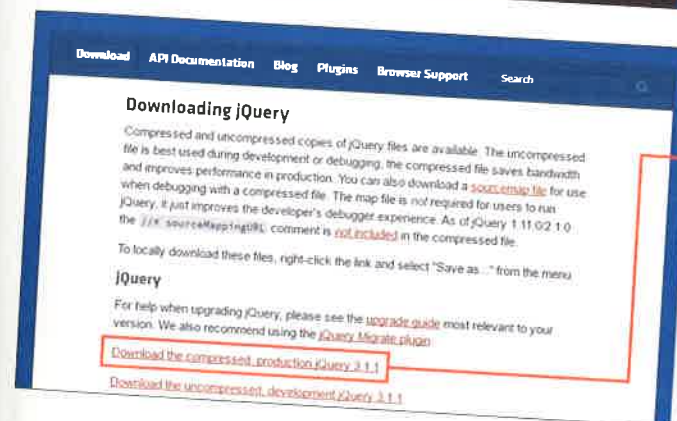 Download API Documentation Blog Plugins Browser Support Search
Downloading jQuery
Compressed and uncompressed copies of jQuery files are available. The uncompressed
file is best used during development or debugging; the compressed file saves bandwidth
and improves performance in production. You can also download a sourcemap file for use
when debugging with a compressed file. The map file is not required for users to run
jQuery, it just improves the developer's debugger experience. As of jQuery 1.11.0/2.1.0
the //# sourceMappingURL comment is not included in the compressed file.
To locally download these files, right-click the link and select "Save as..." from the menu
jQuery
For help when upgrading jQuery, please see the upgrade guide most relevant to your
version. We also recommend using the jQuery Migrate plugin
Download the compressed, production jQuery 3.1.1
Download the uncompressed, development jQuery 3.1.1